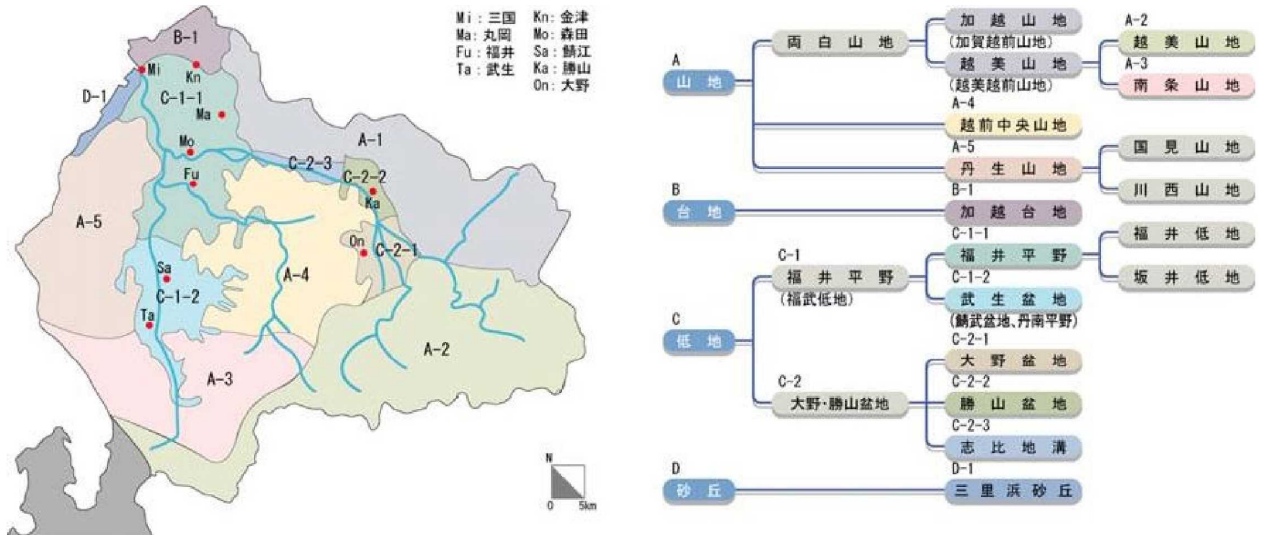 Mi：三国　Kn：金津
Ma：丸岡　Mo：森田
Fu：福井　Sa：鯖江
Ta：武生　Ka：勝山
On：大野
B-1
Mi
Kn
D-1
C-1-1
Ma
A-1
Mo
C-2-3
C-2-2
Fu
Ka
A-5
On
C-2-1
Sa
A-4
C-1-2
Ta
A-2
A-3
N
0　5km
A
山地
両白山地
加越山地
(加賀越前山地)
越美山地
(越美越前山地)
A-2
越美山地
A-3
南条山地
A-4
越前中央山地
A-5
丹生山地
国見山地
川西山地
B
台地
B-1
加越台地
C
低地
C-1
福井平野
(福武低地)
C-1-1
福井平野
福井低地
坂井低地
C-1-2
武生盆地
(鯖武盆地、丹南平野)
C-2
大野・勝山盆地
C-2-1
大野盆地
C-2-2
勝山盆地
C-2-3
志比地溝
D
砂丘
D-1
三里浜砂丘